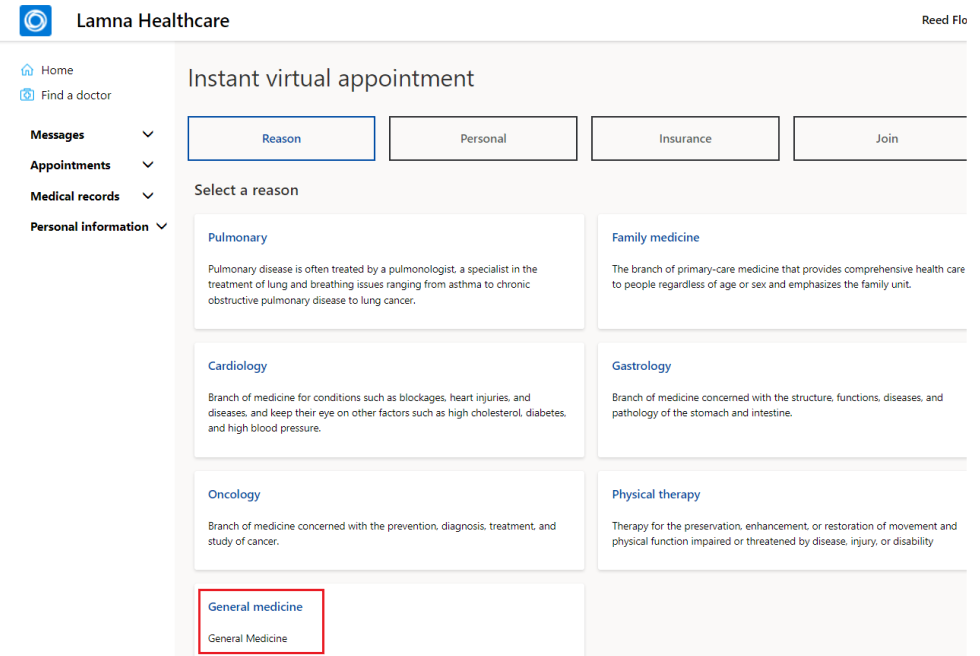 Lamna Healthcare
Reed Flo
Home
Find a doctor
Messages
Appointments
Medical records
Personal information
Instant virtual appointment
Reason
Personal
Insurance
Join
Select a reason
Pulmonary
Pulmonary disease is often treated by a pulmonologist, a specialist in the
treatment of lung and breathing issues ranging from asthma to chronic
obstructive pulmonary disease to lung cancer.
Family medicine
The branch of primary-care medicine that provides comprehensive health care
to people regardless of age or sex and emphasizes the family unit.
Cardiology
Branch of medicine for conditions such as blockages, heart injuries, and
diseases, and keep their eye on other factors such as high cholesterol, diabetes,
and high blood pressure.
Gastrology
Branch of medicine concerned with the structure, functions, diseases, and
pathology of the stomach and intestine.
Oncology
Branch of medicine concerned with the prevention, diagnosis, treatment, and
study of cancer.
Physical therapy
Therapy for the preservation, enhancement, or restoration of movement and
physical function impaired or threatened by disease, injury, or disability
General medicine
General Medicine